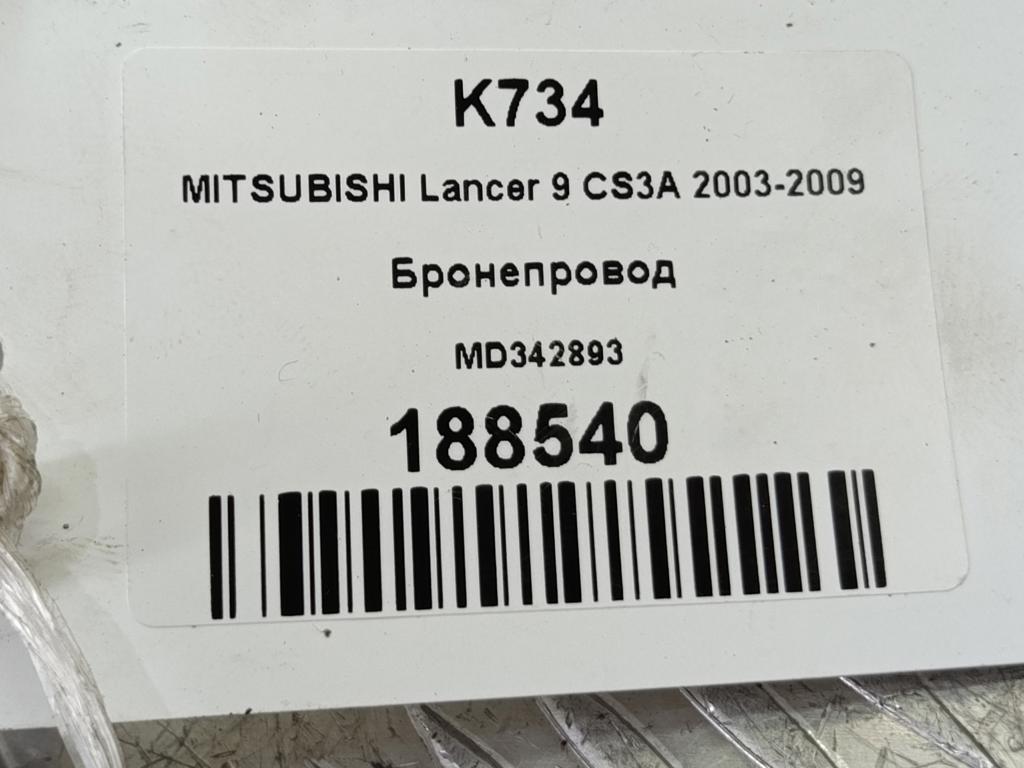 K734
MITSUBISHI Lancer 9 CS3A 2003-2009
Бронепровод
MD342893
188540